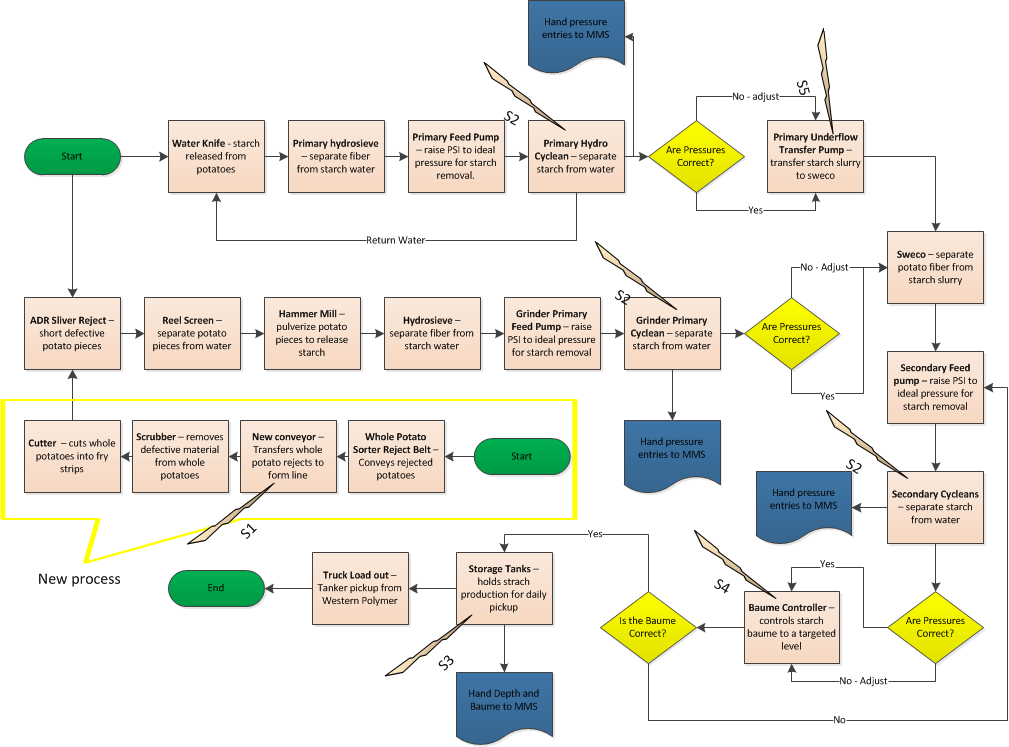 Hand pressure
entries to MMS
No - adjust
S5
S2
Start
Water Knife - starch
released from
potatoes
Primary hydrosieve
– separate fiber
from starch water
Primary Feed Pump
– raise PSI to ideal
pressure for starch
removal.
Primary Hydro
Cyclean – separate
starch from water
Are Pressures
Correct?
Primary Underflow
Transfer Pump –
transfer starch slurry
to sweco
Yes
Return Water
Sweco – separate
potato fiber from
starch slurry
No - Adjust
S2
ADR Sliver Reject –
short defective
potato pieces
Reel Screen –
separate potato
pieces from water
Hammer Mill –
pulverize potato
pieces to release
starch
Hydrosieve –
separate fiber from
starch water
Grinder Primary
Feed Pump – raise
PSI to ideal pressure
for starch removal
Grinder Primary
Cyclean – separate
starch from water
Are Pressures
Correct?
Yes
Secondary Feed
pump – raise PSI to
ideal pressure for
starch removal
Cutter – cuts whole
potatoes into fry
strips
Scrubber – removes
defective material
from whole
potatoes
New conveyor –
Transfers whole
potato rejects to
form line
Whole Potato
Sorter Reject Belt –
Conveys rejected
potatoes
Start
Hand pressure
entries to MMS
S2
Hand pressure
entries to MMS
Secondary Cycleans
– separate starch
from water
S1
New process
Yes
End
Truck Load out –
Tanker pickup from
Western Polymer
Storage Tanks –
holds strach
production for daily
pickup
Is the Baume
Correct?
S4
Baume Controller –
controls starch
baume to a targeted
level
Yes
Are Pressures
Correct?
No - Adjust
S3
Hand Depth and
Baume to MMS
No